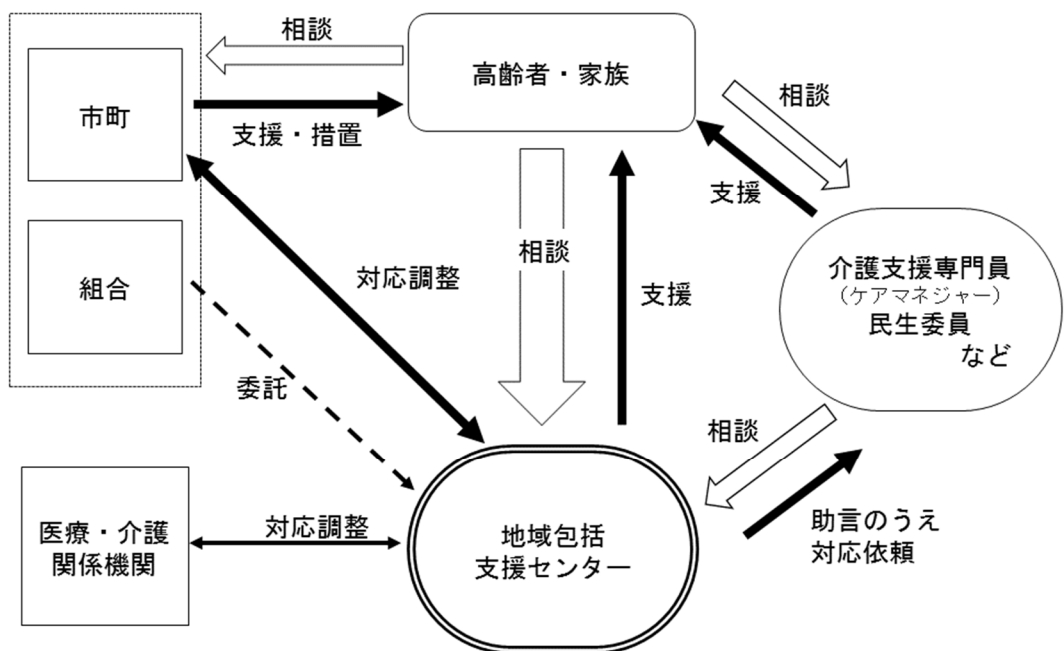 相談
高齢者・家族
市町
支援・措置
相談
支援
組合
対応調整
相談
支援
介護支援専門員
（ケアマネジャー）
民生委員
など
委託
相談
医療・介護
関係機関
対応調整
地域包括
支援センター
助言のうえ
対応依頼